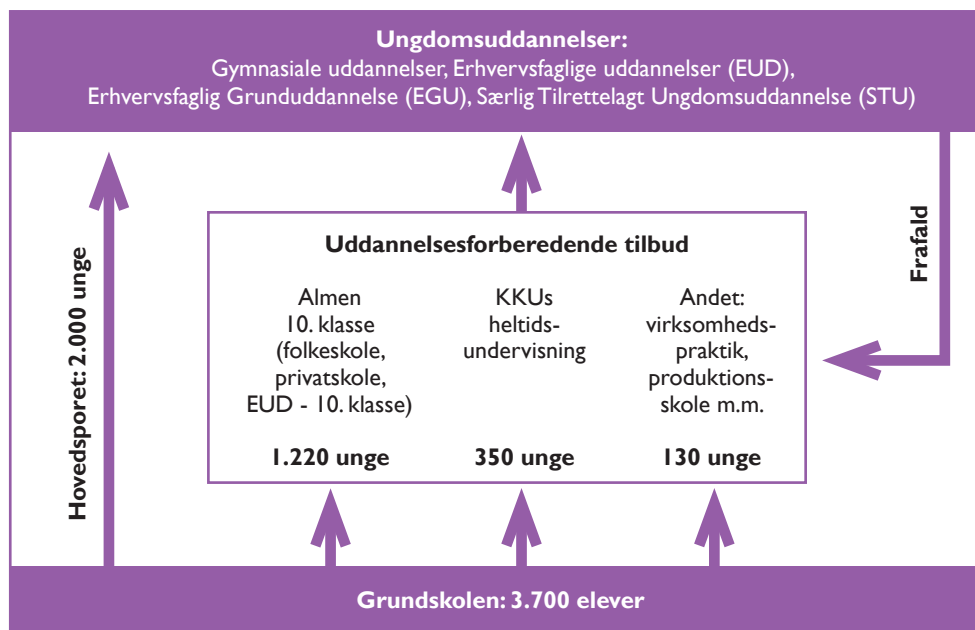 Ungdomsuddannelser:
Gymnasiale uddannelser, Erhvervsfaglige uddannelser (EUD),
Erhvervsfaglig Grunduddannelse (EGU), Særlig Tilrettelagt Ungdomsuddannelse (STU)
Hovedsporet: 2.000 unge
Uddannelsesforberedende tilbud
Almen
10. klasse
(folkeskole,
privatskole,
EUD - 10. klasse)
1.220 unge
KKUs
heltids-
undervisning
350 unge
Andet:
virksomheds-
praktik,
produktions-
skole m.m.
130 unge
Frafald
Grundskolen: 3.700 elever